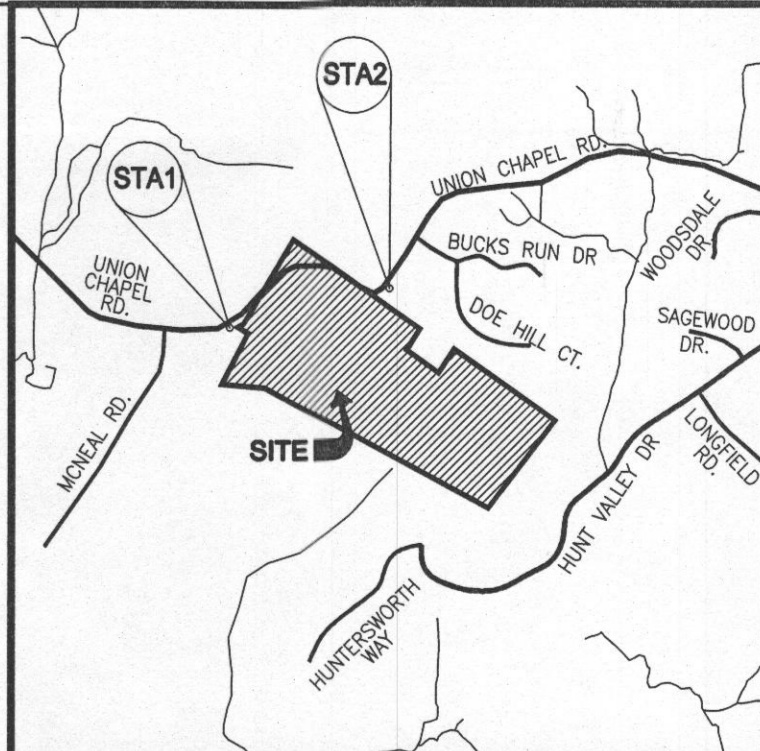 STA2
STA1
UNION CHAPEL RD.
BUCKS RUN DR
WOODSDALE
DR.
UNION
CHAPEL
RD.
DOE HILL CT.
SAGEWOOD
DR.
MCNEAL RD.
SITE
LONGFIELD
RD.
HUNT VALLEY DR
HUNTERSWORTH
WAY